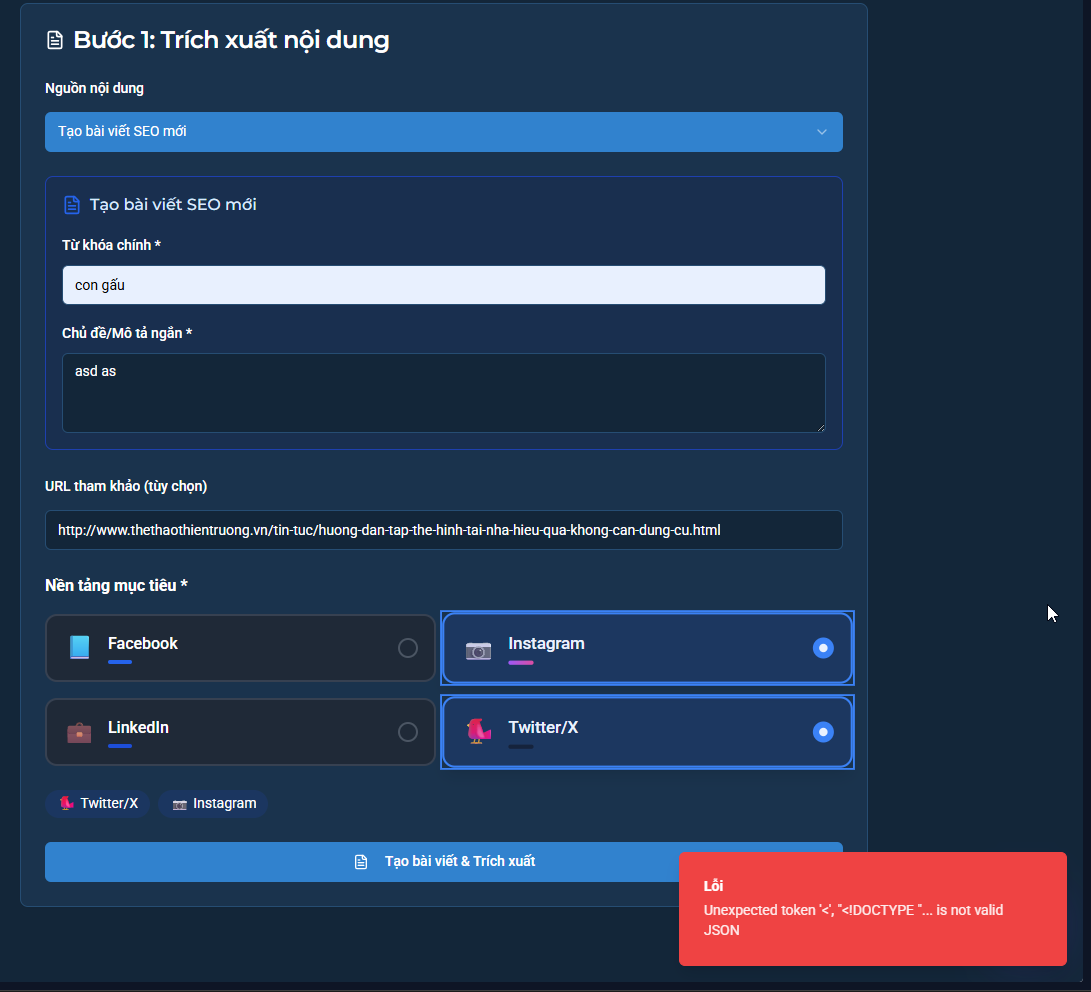 Bước 1: Trích xuất nội dung
Nguồn nội dung
Tạo bài viết SEO mới
Tạo bài viết SEO mới
Từ khóa chính *
con gấu
Chủ đề/Mô tả ngắn *
asd as
URL tham khảo (tùy chọn)
http://www.thethaothientruong.vn/tin-tuc/huong-dan-tap-the-hinh-tai-nha-hieu-qua-khong-can-dung-cu.html
Nền tảng mục tiêu *
Facebook
Instagram
LinkedIn
Twitter/X
Twitter/X
Instagram
Tạo bài viết & Trích xuất
Lỗi
Unexpected token '<', "<!DOCTYPE "... is not valid
JSON